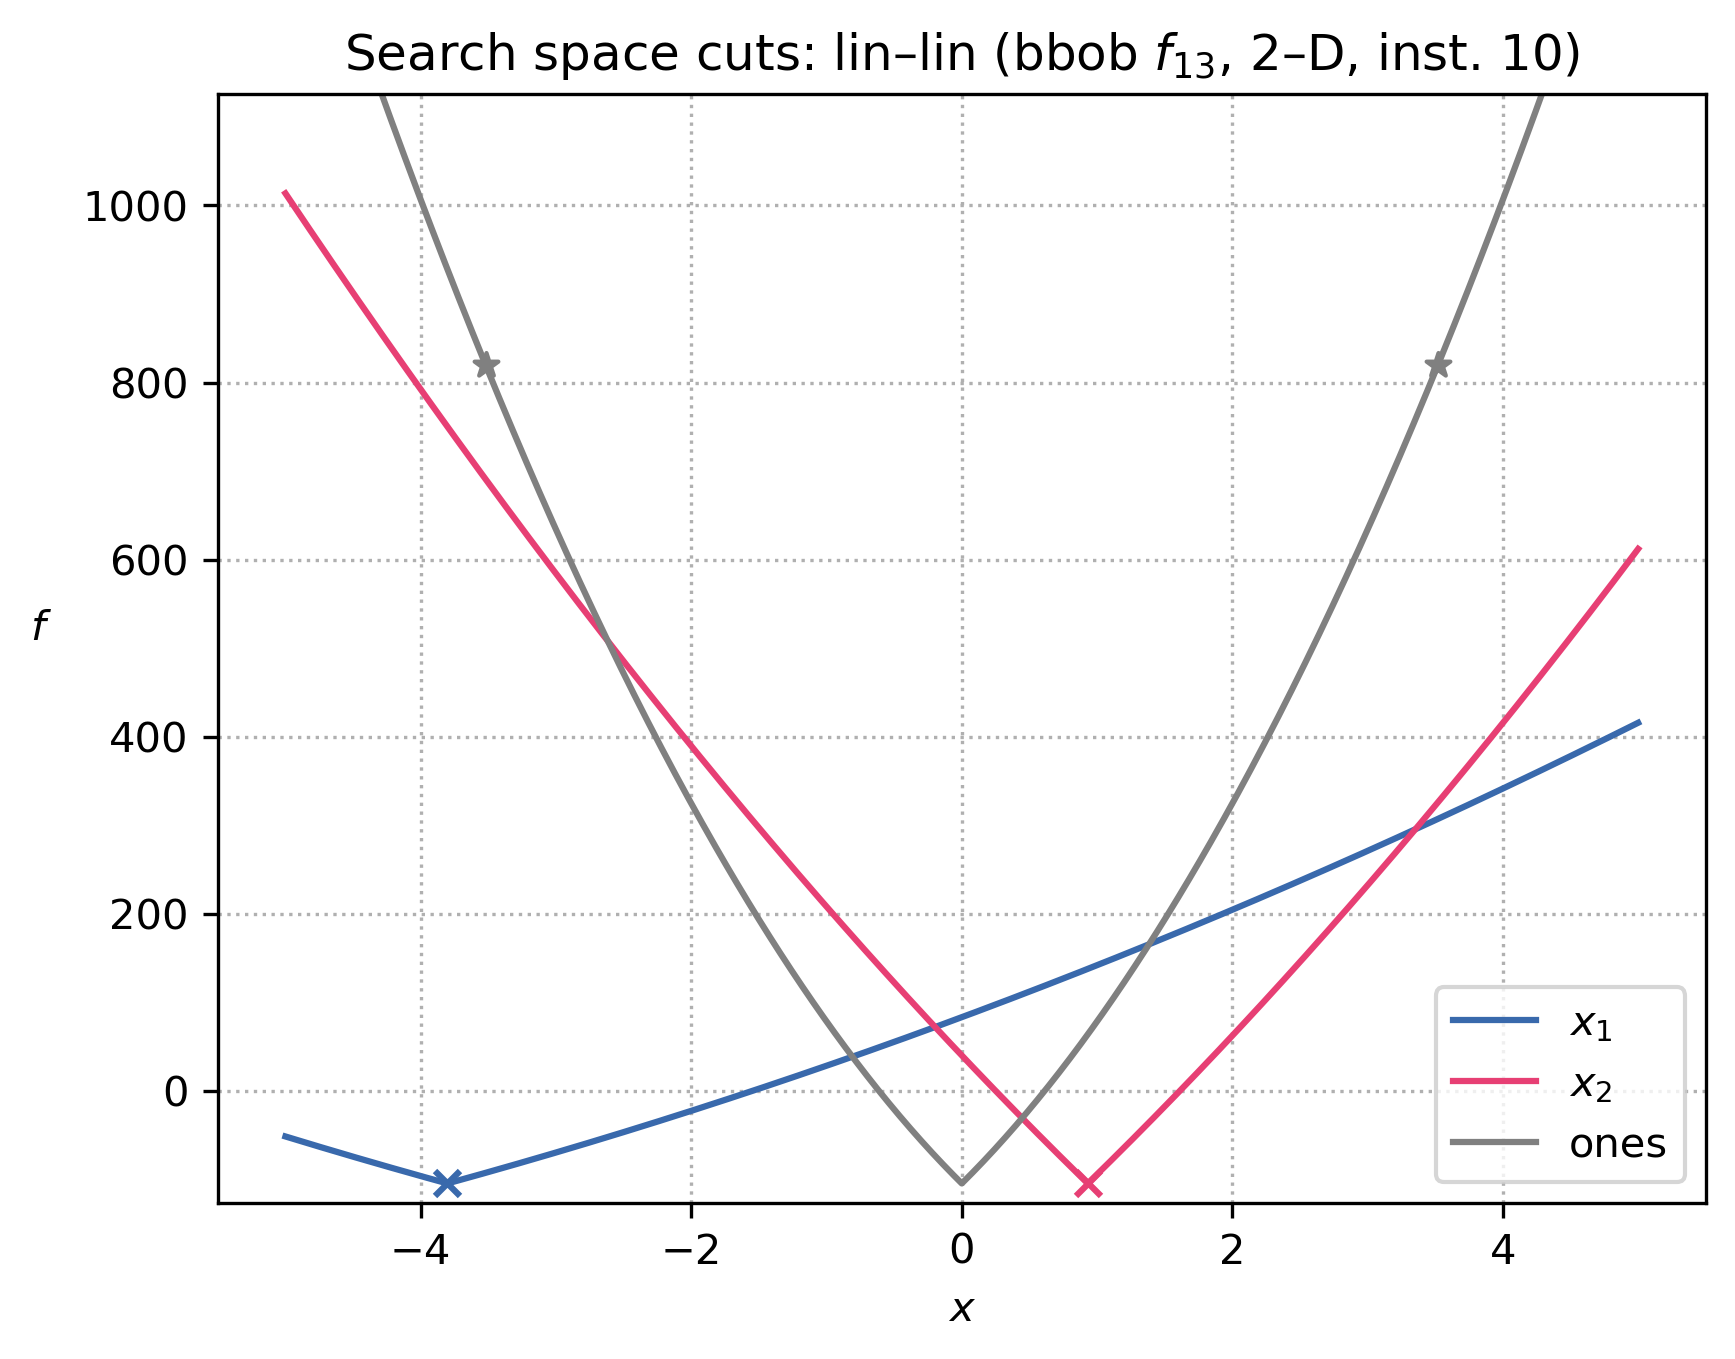 Search space cuts: lin–lin (bbob f₁₃, 2–D, inst. 10)
1000
800
600
400
200
0
f
−4 −2 0 2 4
x
x₁
x₂
ones